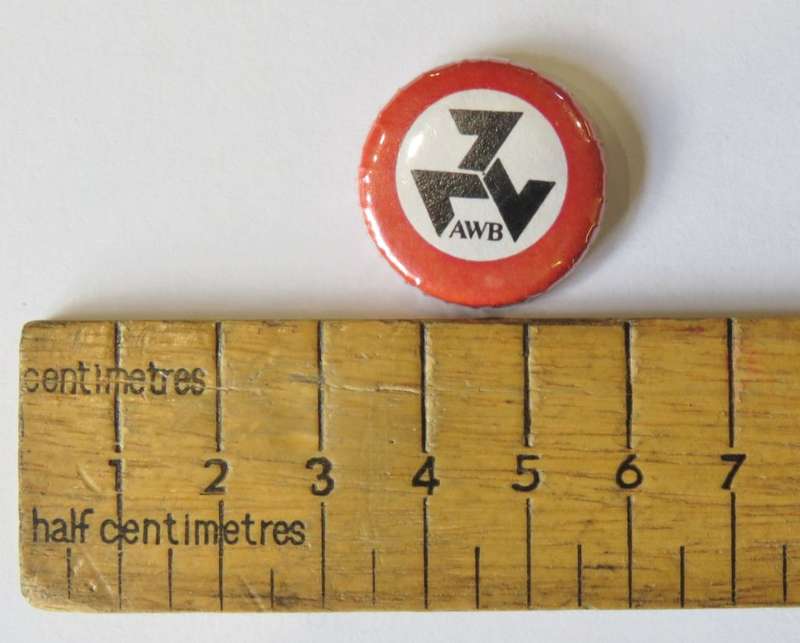 AWB
centimetres
1 2 3 4 5 6 7
half centimetres